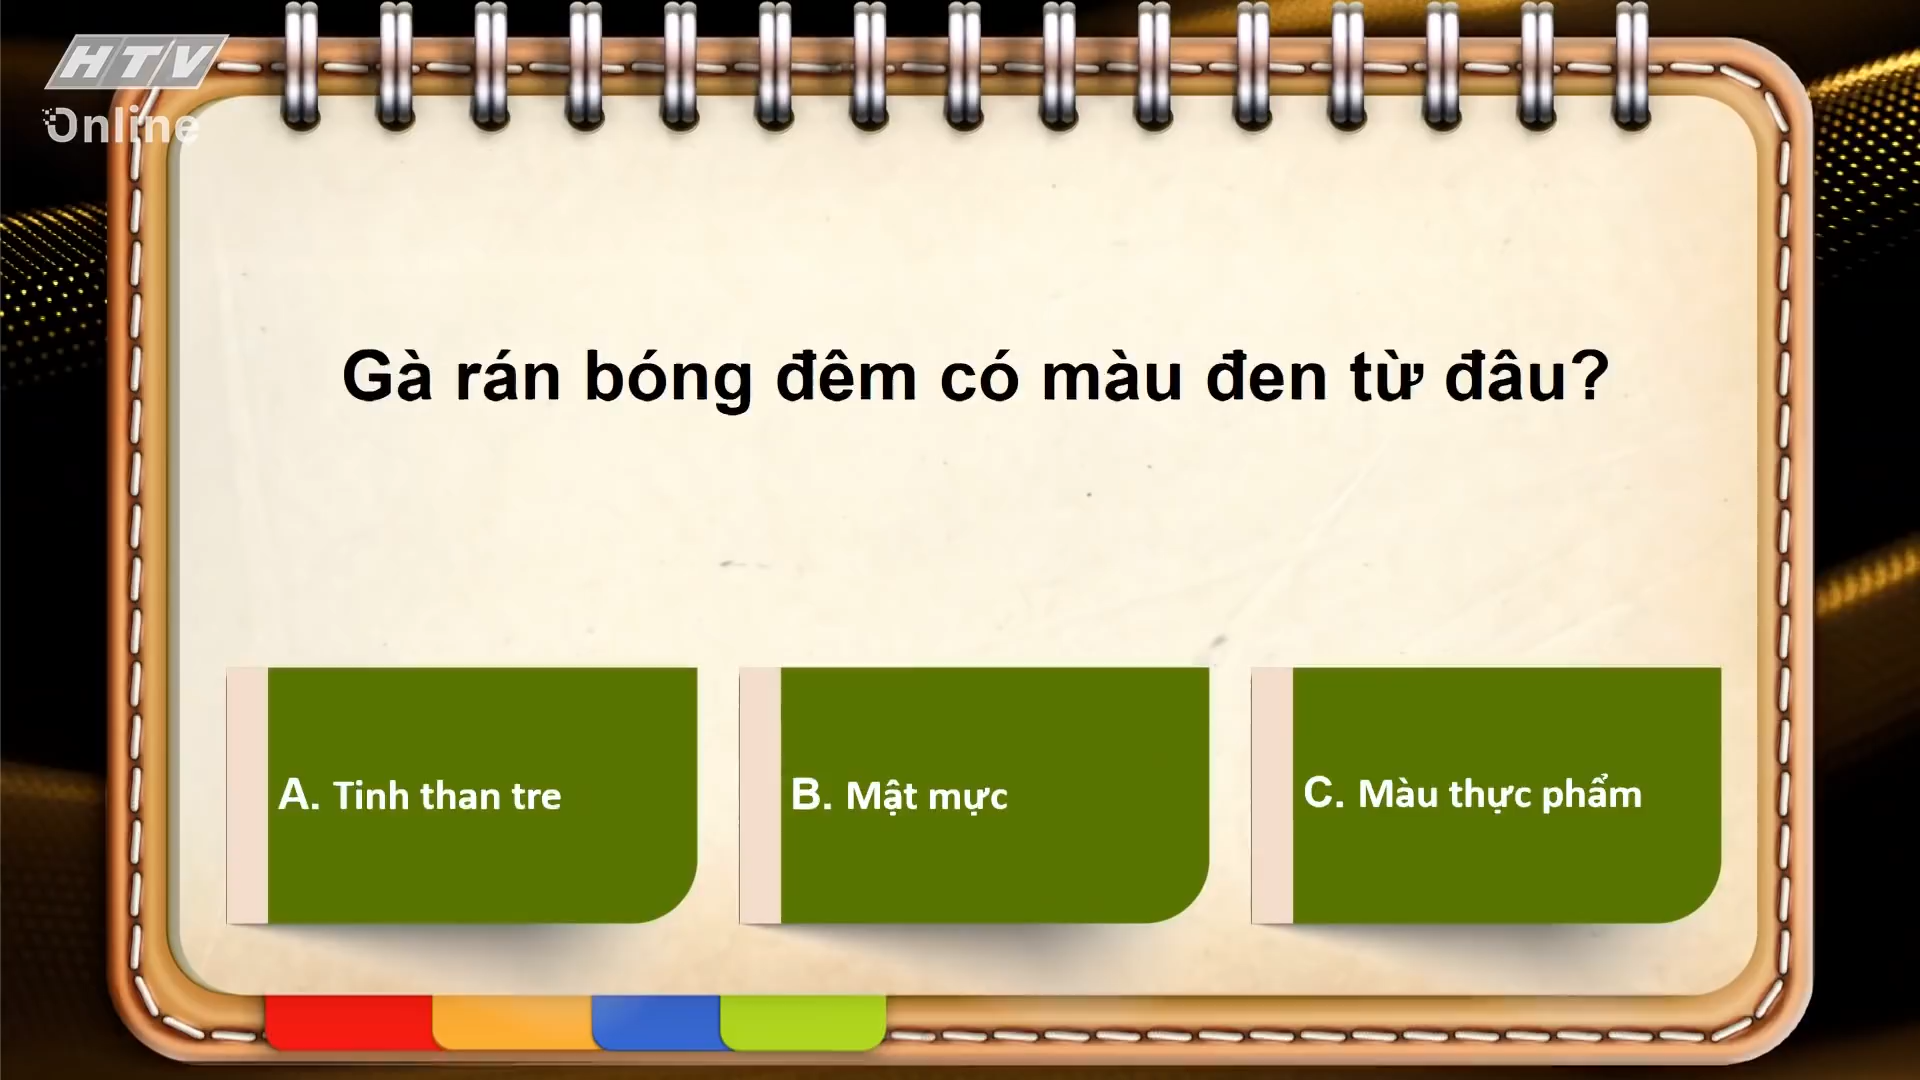 HTV
Online
Gà rán bóng đêm có màu đen từ đâu?
A. Tinh than tre
B. Mật mực
C. Màu thực phẩm